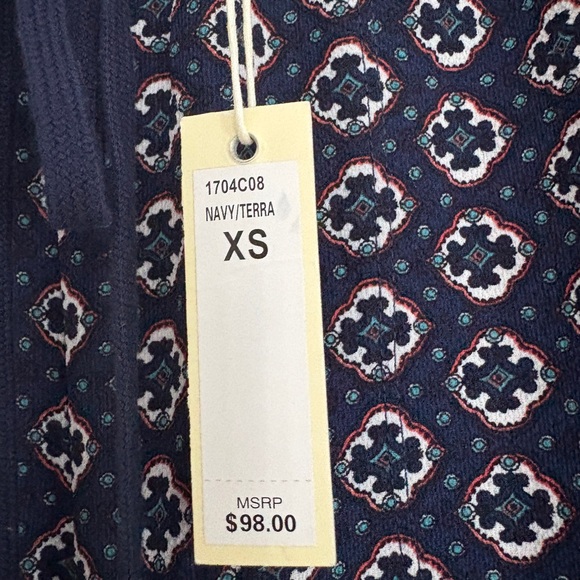 1704C08
NAVY/TERRA
XS
MSRP
$98.00